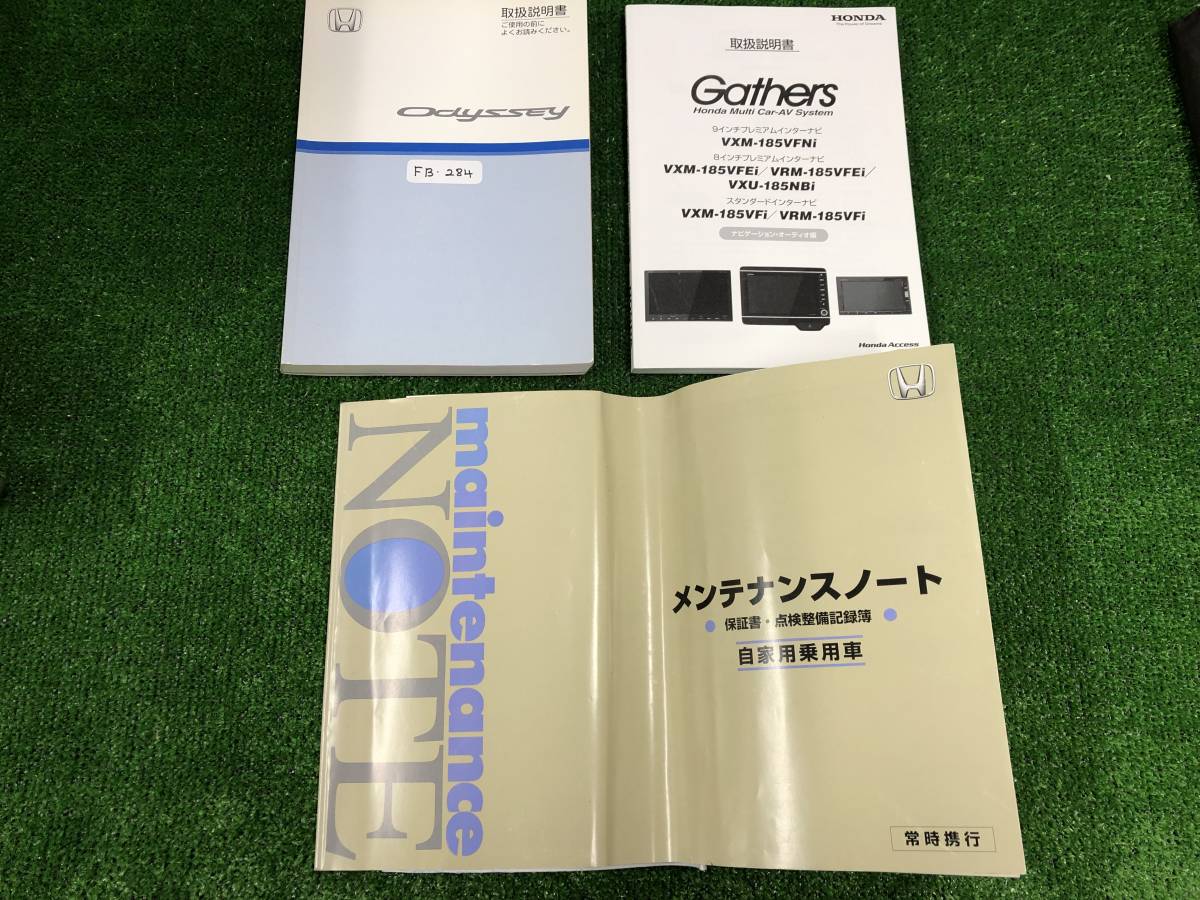 取扱説明書
ご使用の前に
よくお読みください。
Odyssey
FB・284
HONDA
The Power of Dreams
取扱説明書
Gathers
Honda Multi Car-AV System
9インチプレミアムインターナビ
VXM-185VFNi
8インチプレミアムインターナビ
VXM-185VFEi/VRM-185VFEi/
VXU-185NBi
スタンダードインターナビ
VXM-185VFi/VRM-185VFi
ナビゲーション・オーディオ編
Honda Access
maintenance
NOTE
メンテナンスノート
保証書・点検整備記録簿
自家用乗用車
常時携行